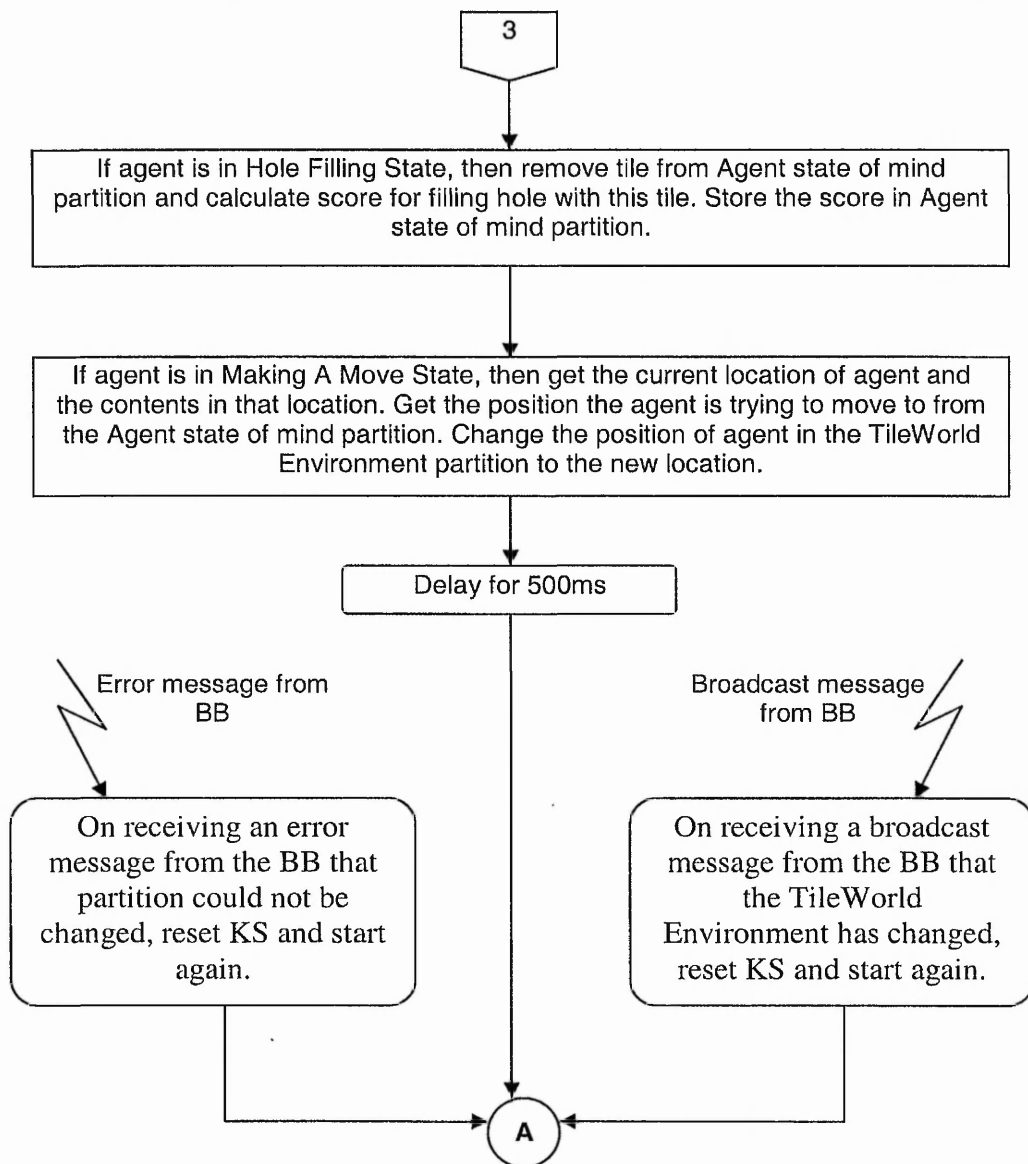 3
If agent is in Hole Filling State, then remove tile from Agent state of mind
partition and calculate score for filling hole with this tile. Store the score in Agent
state of mind partition.
If agent is in Making A Move State, then get the current location of agent and
the contents in that location. Get the position the agent is trying to move to from
the Agent state of mind partition. Change the position of agent in the TileWorld
Environment partition to the new location.
Delay for 500ms
Error message from
BB
Broadcast message
from BB
On receiving an error
message from the BB that
partition could not be
changed, reset KS and start
again.
On receiving a broadcast
message from the BB that
the TileWorld
Environment has changed,
reset KS and start again.
A